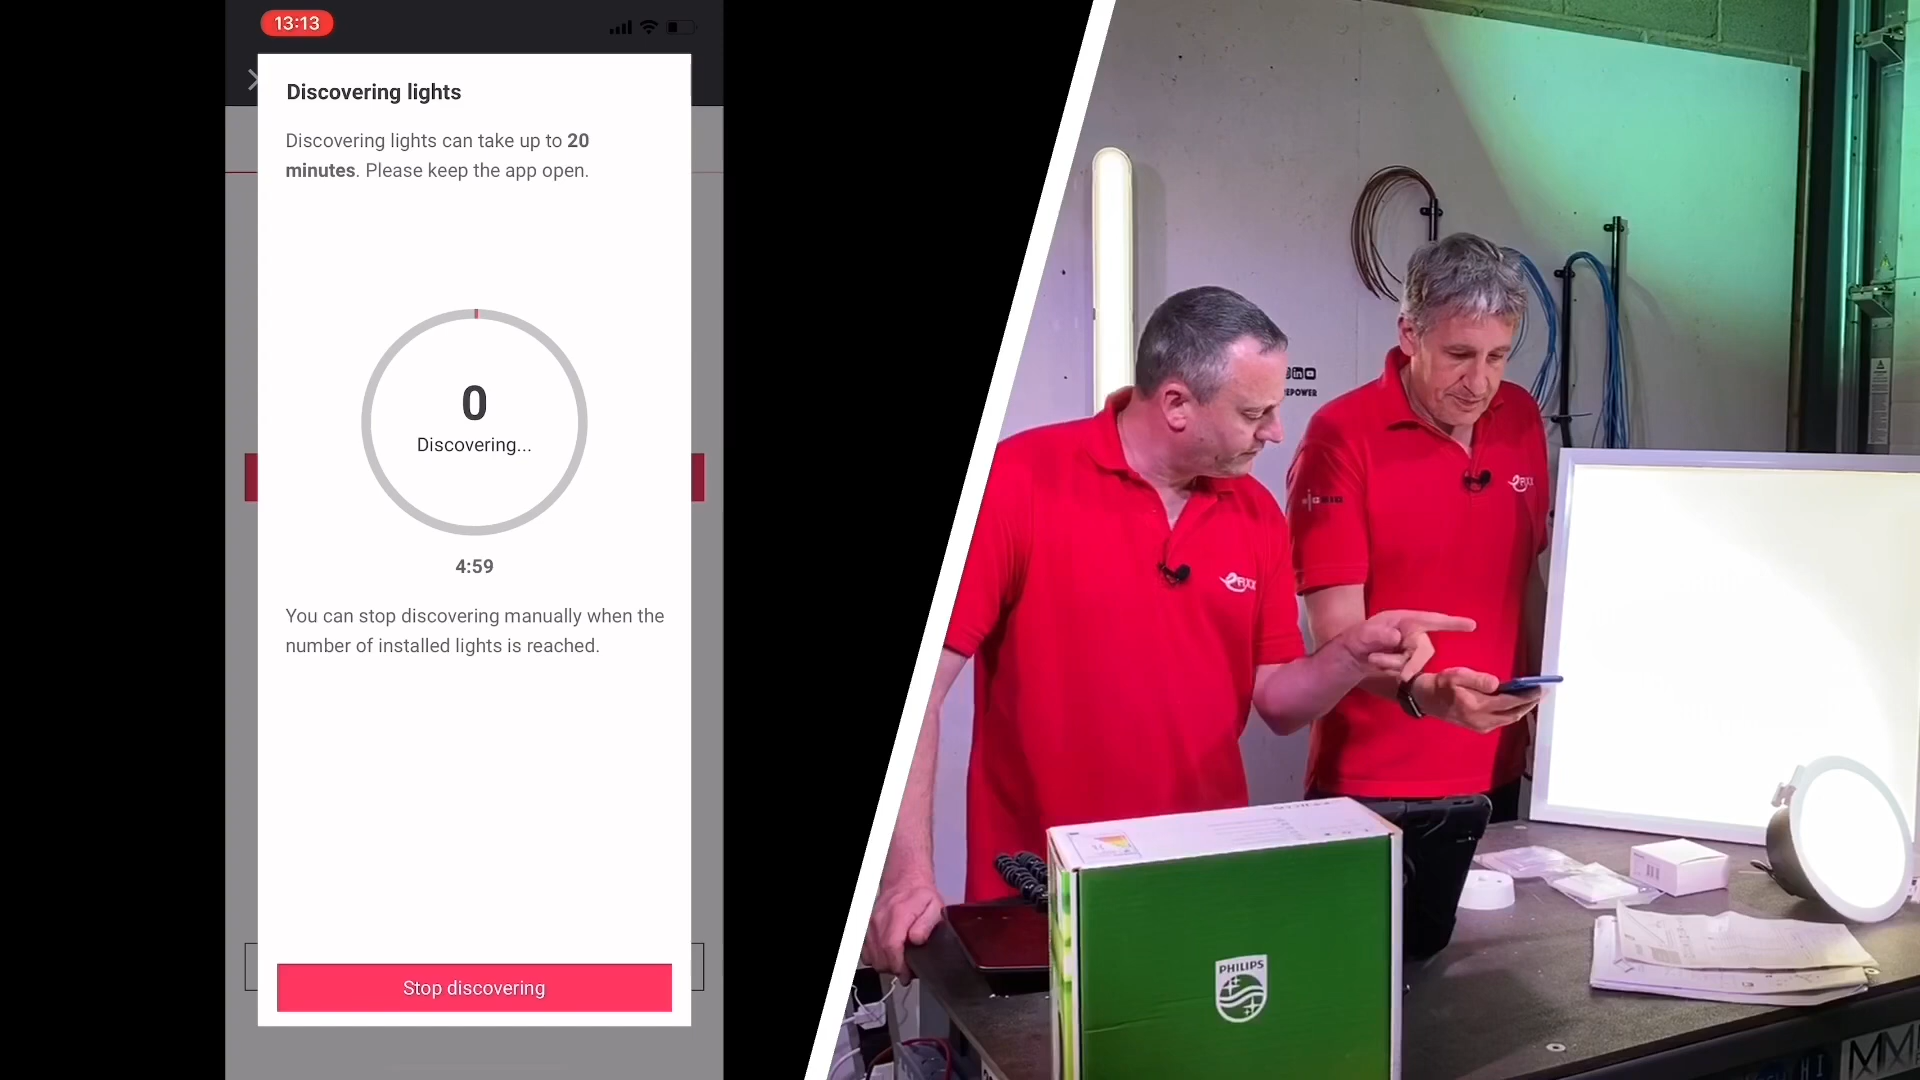 13:13
Discovering lights
Discovering lights can take up to 20
minutes. Please keep the app open.
0
Discovering...
4:59
You can stop discovering manually when the
number of installed lights is reached.
Stop discovering
PHILIPS